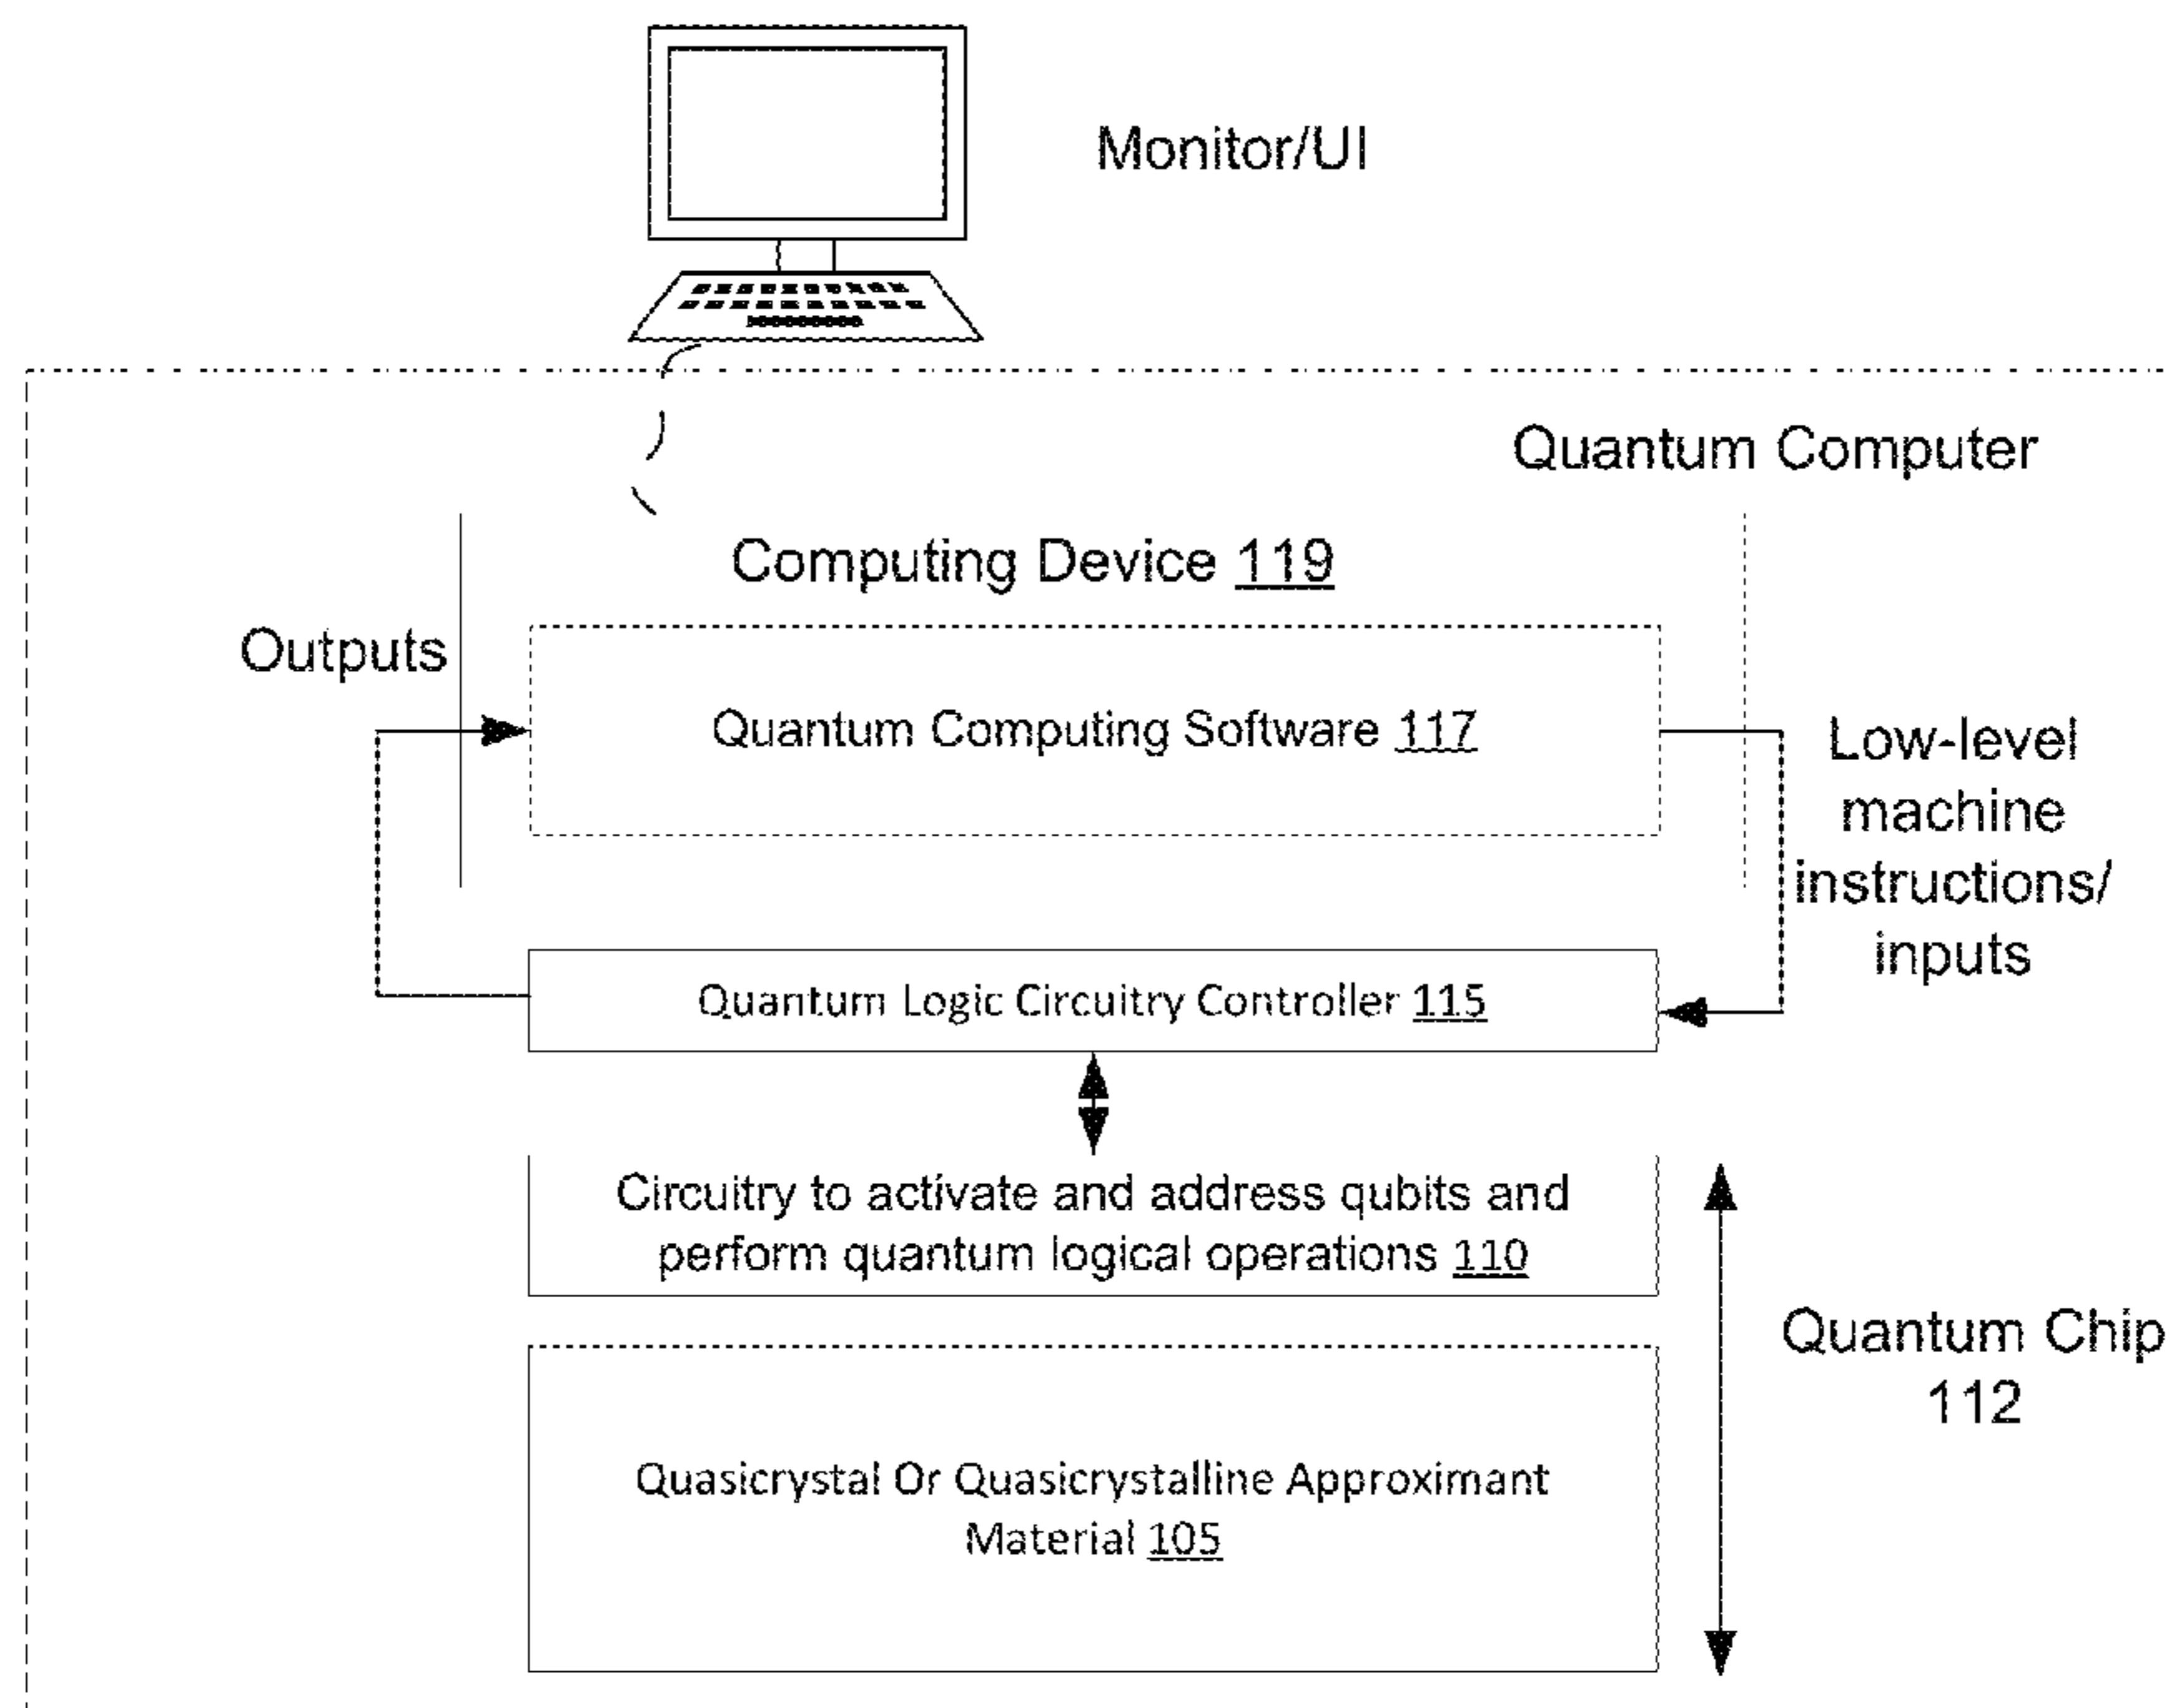 Monitor/UI
Quantum Computer
Computing Device 119
Outputs
Quantum Computing Software 117
Low-level
machine
instructions/
inputs
Quantum Logic Circuitry Controller 115
Circuitry to activate and address qubits and
perform quantum logical operations 110
Quantum Chip
112
Quasicrystal Or Quasicrystalline Approximant
Material 105